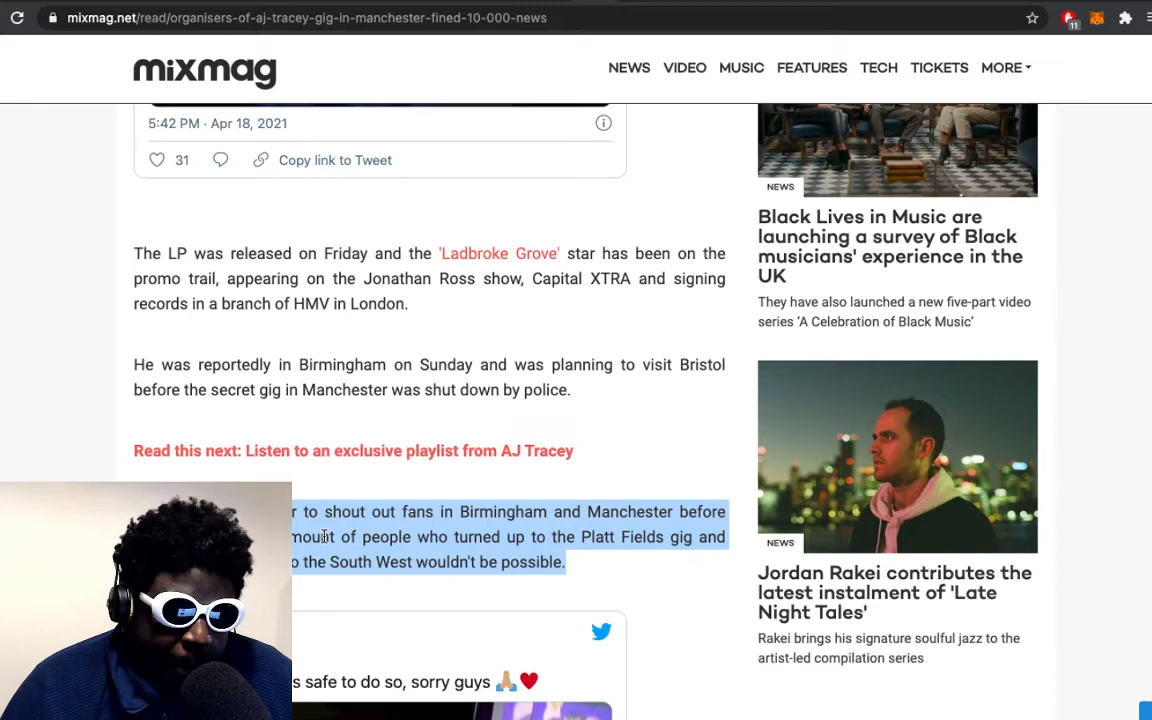 mixmag.net/read/organisers-of-aj-tracey-gig-in-manchester-fined-10-000-news
11
mixmag
NEWS VIDEO MUSIC FEATURES TECH TICKETS MORE
5:42 PM · Apr 18, 2021
31 Copy link to Tweet
The LP was released on Friday and the 'Ladbroke Grove' star has been on the
promo trail, appearing on the Jonathan Ross show, Capital XTRA and signing
records in a branch of HMV in London.
He was reportedly in Birmingham on Sunday and was planning to visit Bristol
before the secret gig in Manchester was shut down by police.
Read this next: Listen to an exclusive playlist from AJ Tracey
r to shout out fans in Birmingham and Manchester before
mount of people who turned up to the Platt Fields gig and
o the South West wouldn't be possible.
s safe to do so, sorry guys 🙏🏽❤️
NEWS
Black Lives in Music are
launching a survey of Black
musicians' experience in the
UK
They have also launched a new five-part video
series ‘A Celebration of Black Music’
NEWS
Jordan Rakei contributes the
latest instalment of 'Late
Night Tales'
Rakei brings his signature soulful jazz to the
artist-led compilation series